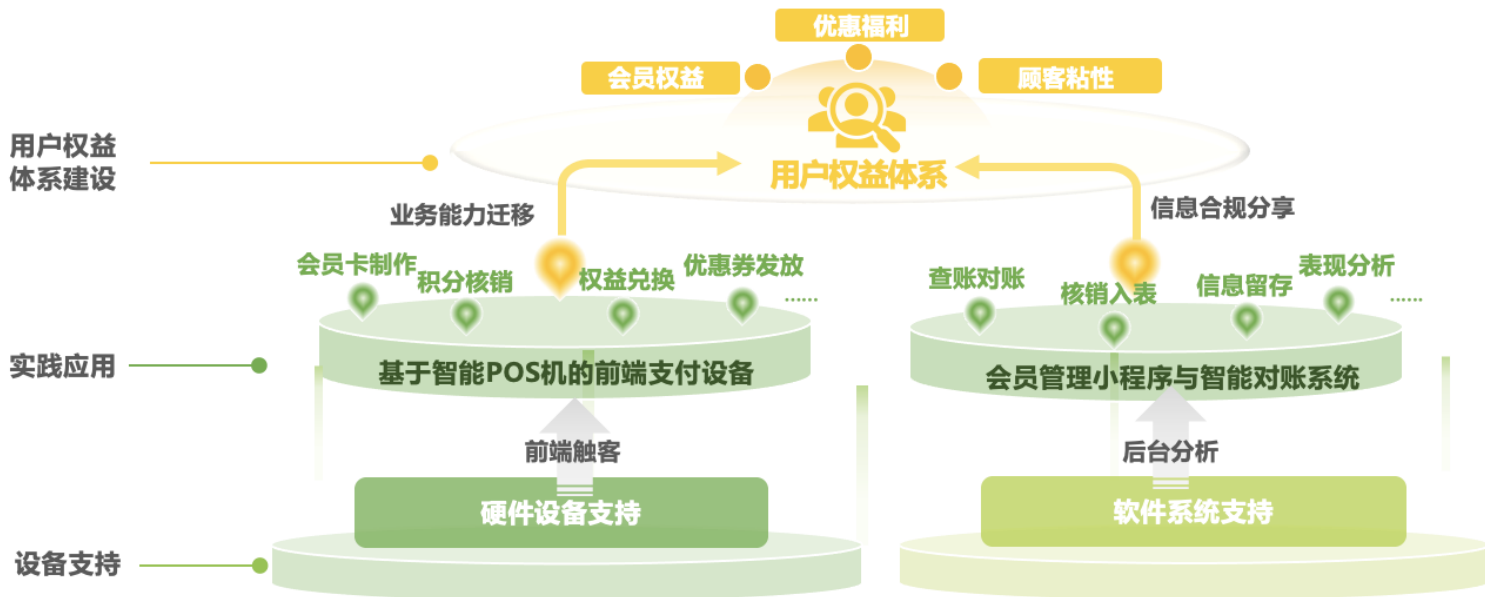 优惠福利
会员权益
顾客粘性
用户权益
体系建设
用户权益体系
业务能力迁移
信息合规分享
会员卡制作
积分核销
权益兑换
优惠券发放
......
查账对账
核销入表
信息留存
表现分析
......
实践应用
基于智能POS机的前端支付设备
会员管理小程序与智能对账系统
前端触客
后台分析
硬件设备支持
软件系统支持
设备支持